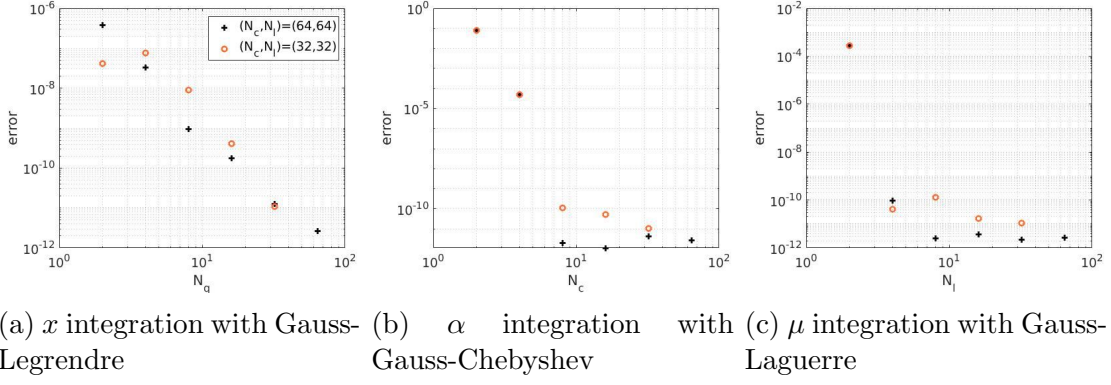 10^-6
10^-8
10^-10
10^-12
error
10^0
10^1
10^2
N_q
(N_c,N_l)=(64,64)
(N_c,N_l)=(32,32)
10^0
10^-5
10^-10
error
10^0
10^1
10^2
N_c
10^-2
10^-4
10^-6
10^-8
10^-10
10^-12
error
10^0
10^1
10^2
N_l
(a) x integration with Gauss-
Legrendre
(b) α integration with
Gauss-Chebyshev
(c) μ integration with Gauss-
Laguerre